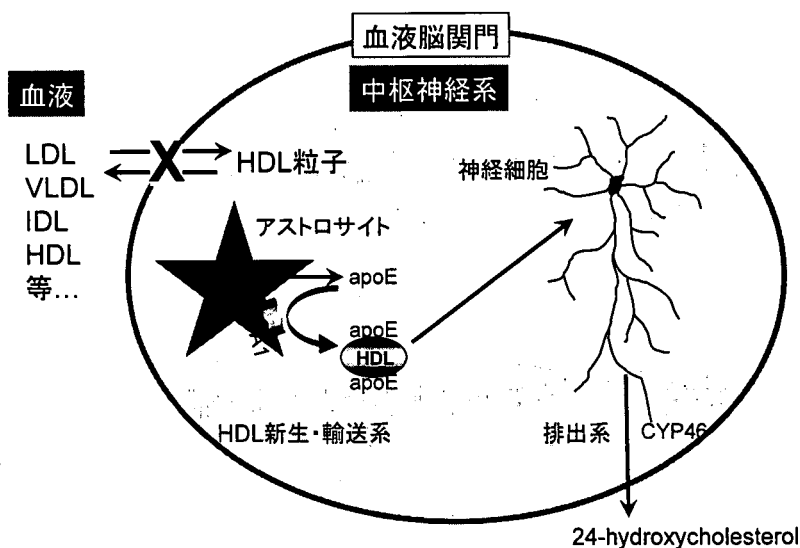 血液脳関門
中枢神経系
血液
LDL
VLDL
IDL
HDL
等...
X
HDL粒子
神経細胞
アストロサイト
apoE
apoE
HDL
apoE
HDL新生・輸送系
排出系
CYP46
24-hydroxycholesterol